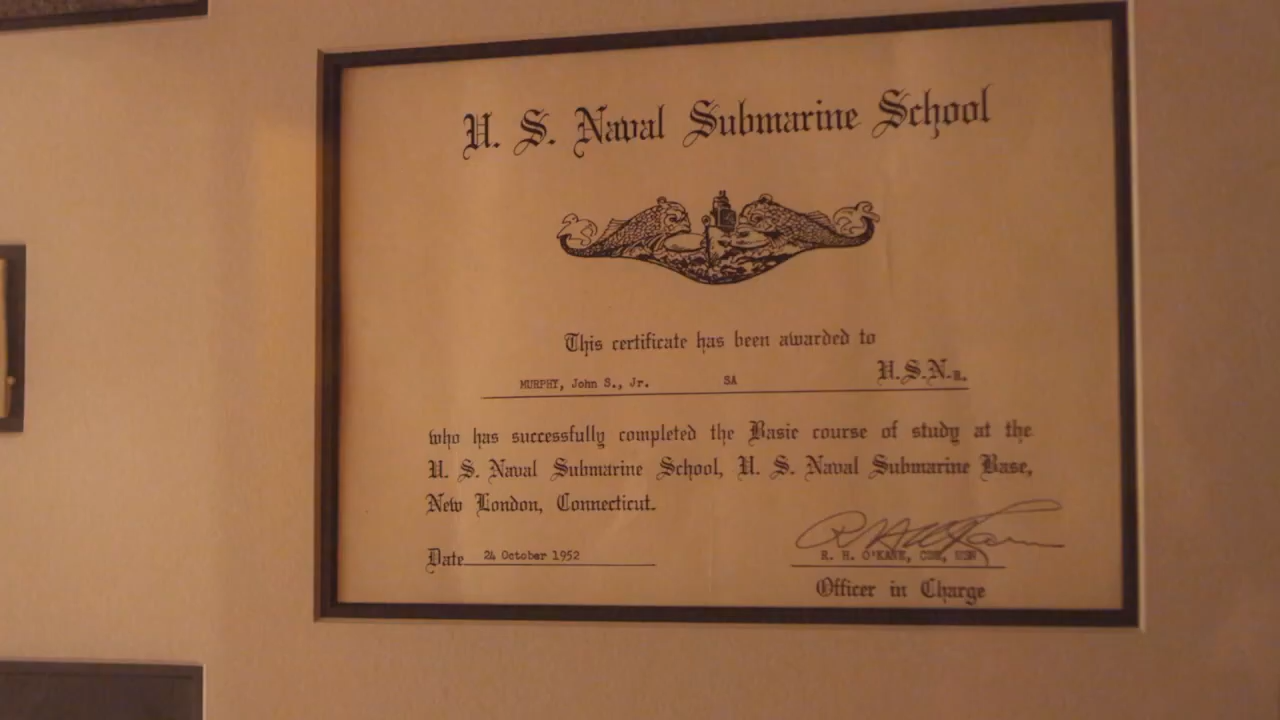 U. S. Naval Submarine School
This certificate has been awarded to
MURPHY, John S., Jr. SA U.S.N.R.
who has successfully completed the Basic course of study at the
U. S. Naval Submarine School, U. S. Naval Submarine Base,
New London, Connecticut.
Date 24 October 1952
R. H. O'KANE, CDR, USN
Officer in Charge